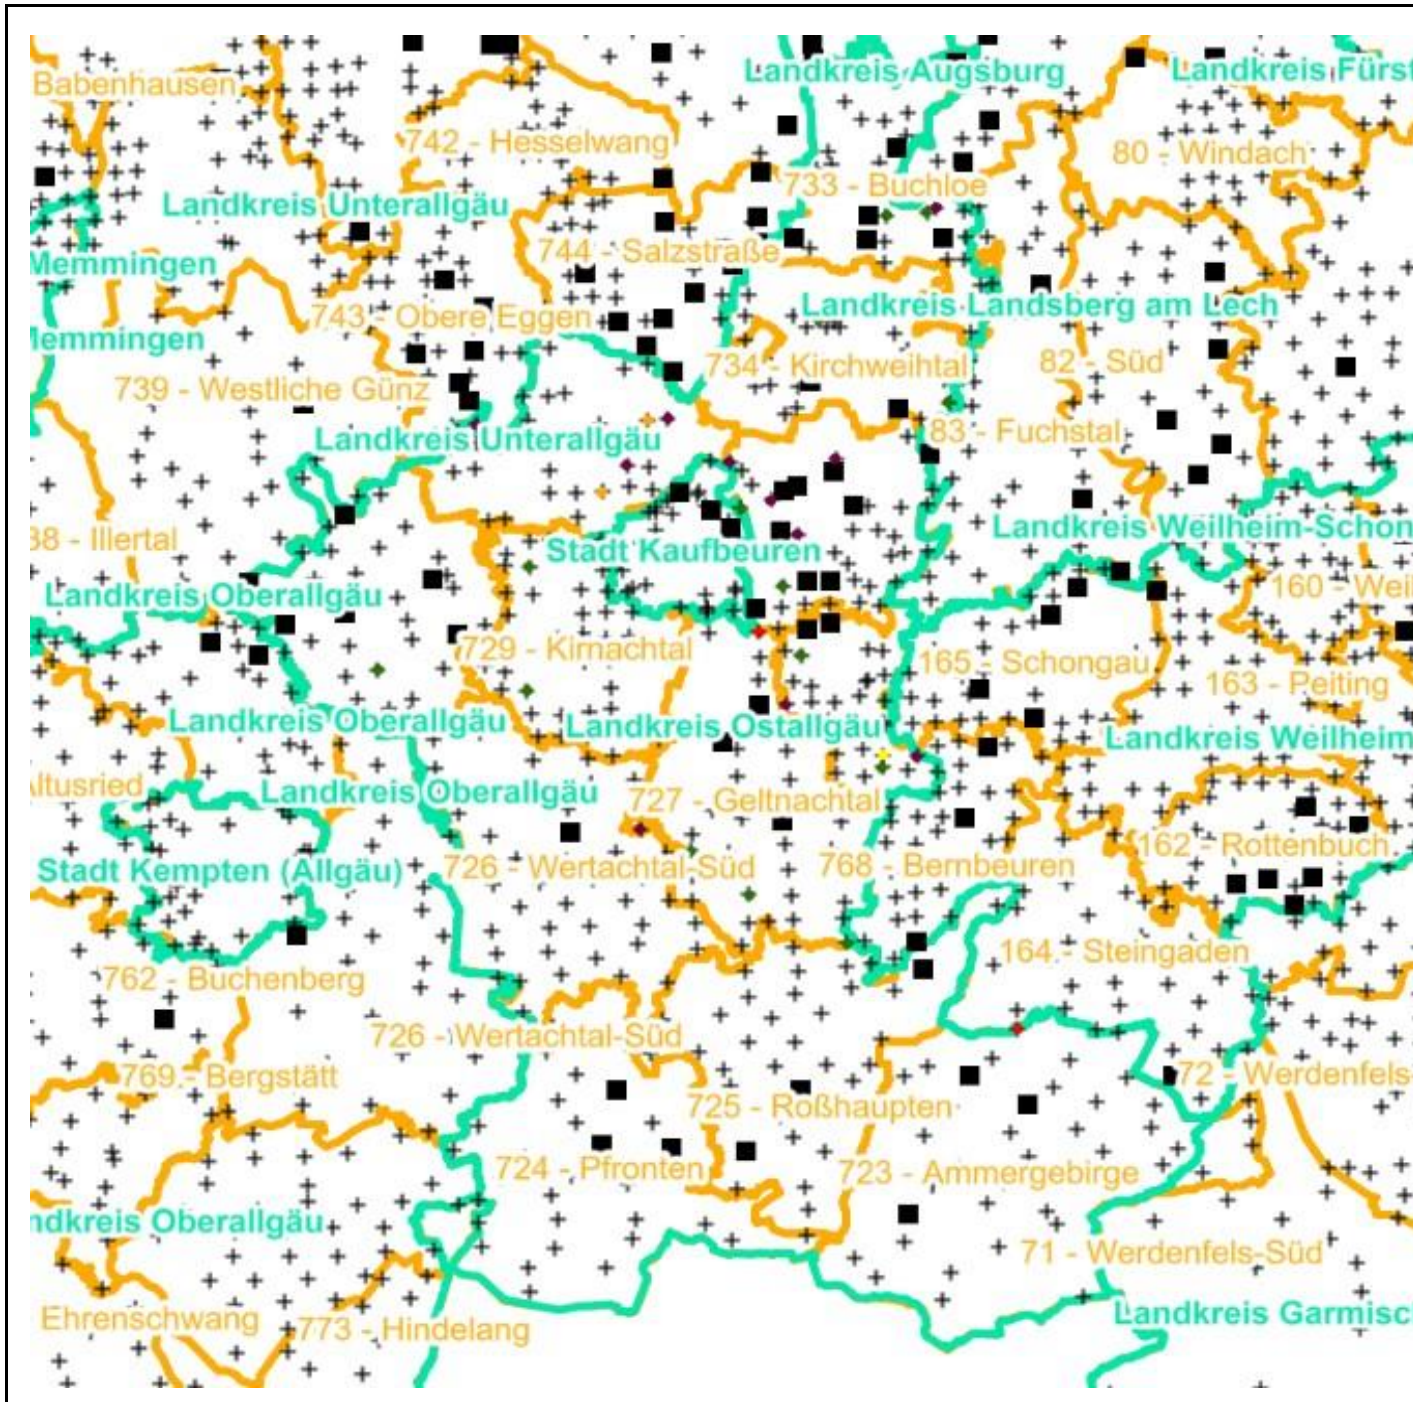 Landkreis Augsburg
Landkreis Fürst
Babenhausen
742 - Hesselwang
80 - Windach
733 - Buchloe
Landkreis Unterallgäu
744 - Salzstraße
Memmingen
Landkreis Landsberg am Lech
743 - Obere Eggen
Memmingen
734 - Kirchweihtal
82 - Süd
739 - Westliche Günz
83 - Fuchstal
Landkreis Unterallgäu
Landkreis Weilheim-Schon
38 - Illertal
Stadt Kaufbeuren
160 - Weil
Landkreis Oberallgäu
729 - Kirnachtal
165 - Schongau
163 - Peiting
Landkreis Oberallgäu
Landkreis Ostallgäu
Landkreis Weilheim
Altusried
Landkreis Oberallgäu
727 - Geltnachtal
162 - Rottenbuch
Stadt Kempten (Allgäu)
726 - Wertachtal-Süd
768 - Bernbeuren
164 - Steingaden
762 - Buchenberg
726 - Wertachtal-Süd
769 - Bergstätt
72 - Werdenfels-
725 - Roßhaupten
724 - Pfronten
723 - Ammergebirge
ndkreis Oberallgäu
71 - Werdenfels-Süd
Landkreis Garmisc
Ehrenschwang
773 - Hindelang